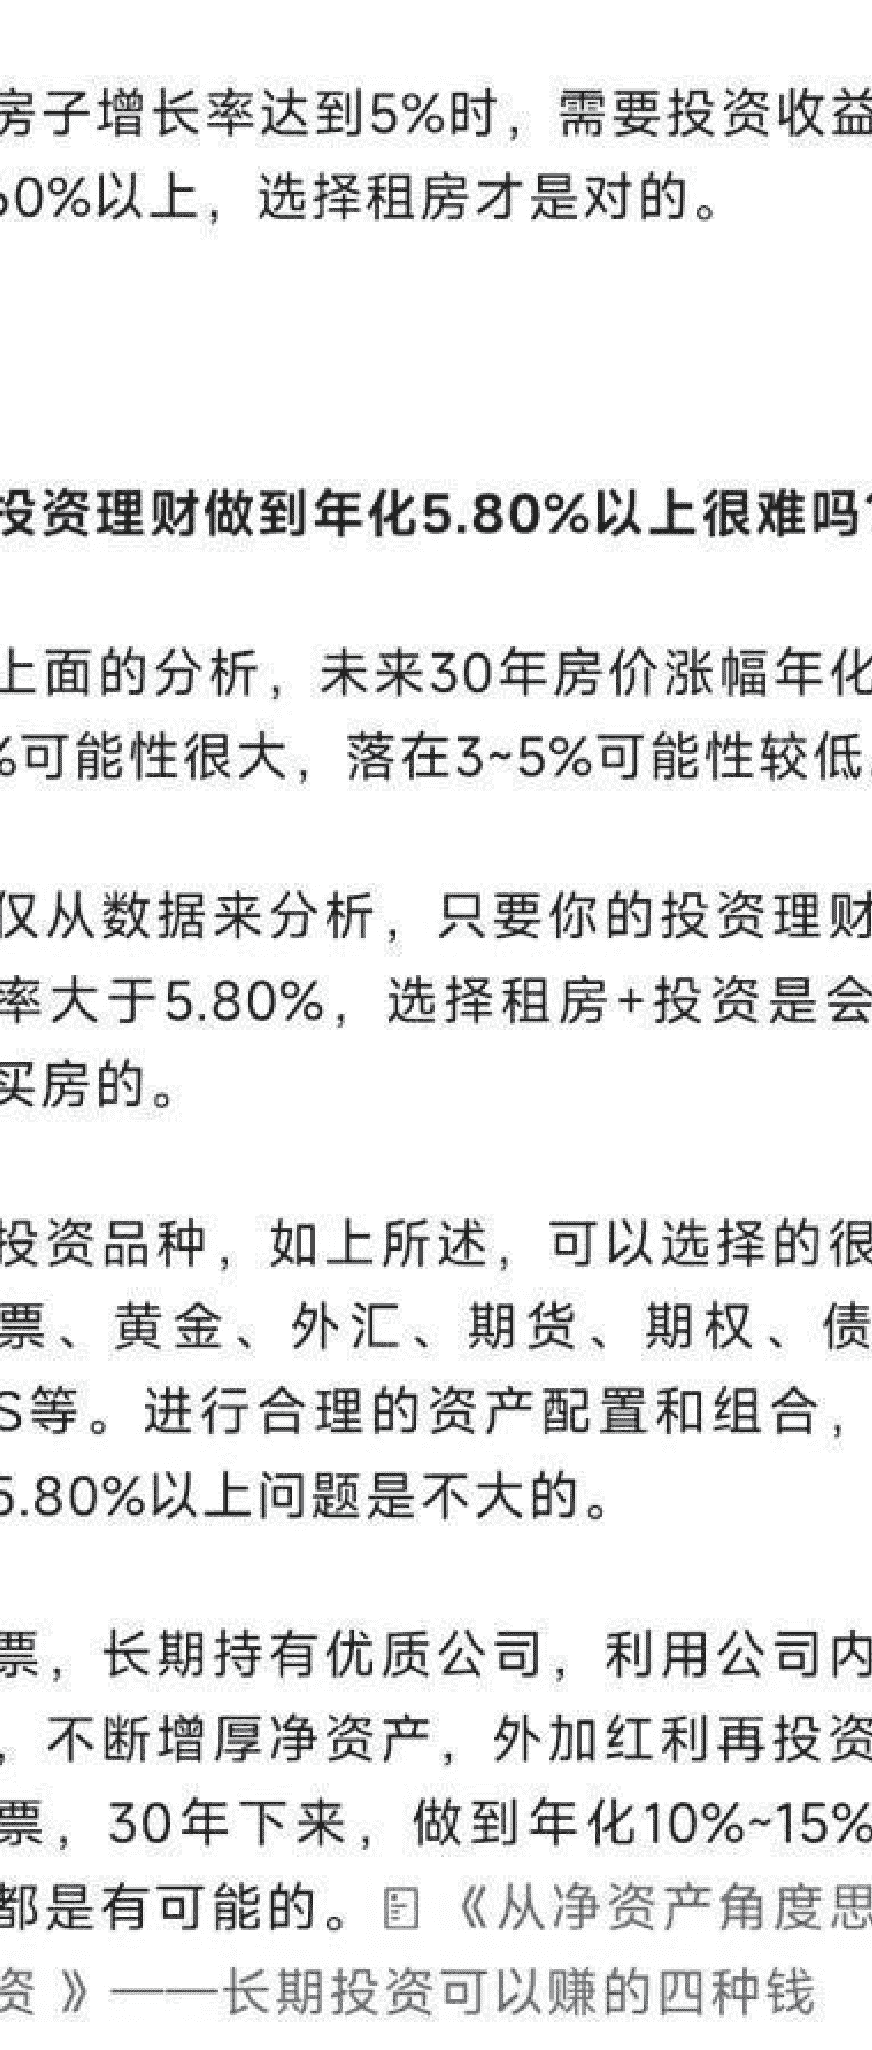 房子增长率达到5%时，需要投资收益
60%以上，选择租房才是对的。
投资理财做到年化5.80%以上很难吗？
上面的分析，未来30年房价涨幅年化
%可能性很大，落在3~5%可能性较低
仅从数据来分析，只要你的投资理财
率大于5.80%，选择租房+投资是会
买房的。
投资品种，如上所述，可以选择的很
票、黄金、外汇、期货、期权、债
S等。进行合理的资产配置和组合，
5.80%以上问题是不大的。
票，长期持有优质公司，利用公司内
，不断增厚净资产，外加红利再投资
票，30年下来，做到年化10%~15%
都是有可能的。《从净资产角度思
资 》——长期投资可以赚的四种钱